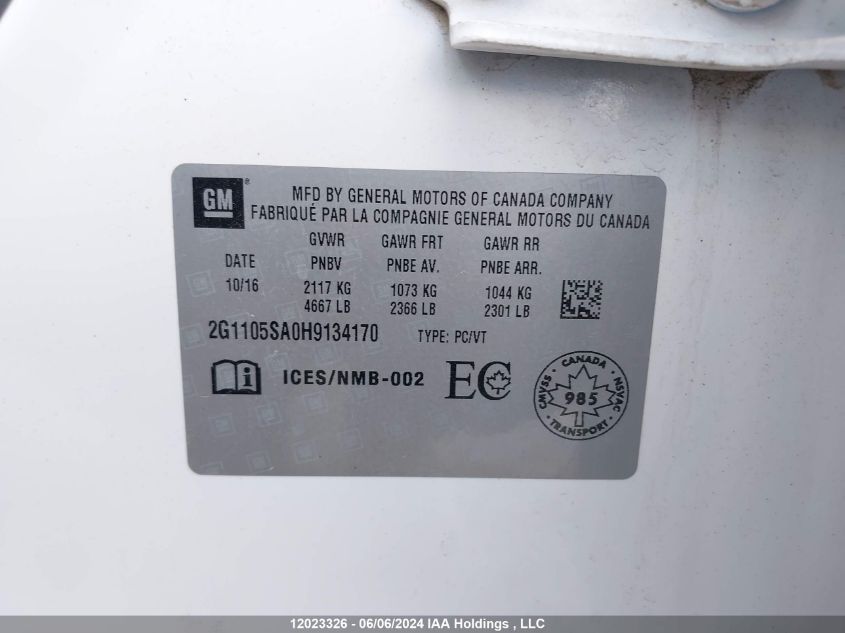 GM ®
MFD BY GENERAL MOTORS OF CANADA COMPANY
FABRIQUÉ PAR LA COMPAGNIE GENERAL MOTORS DU CANADA
GVWR GAWR FRT GAWR RR
DATE PNBV PNBE AV. PNBE ARR.
10/16 2117 KG 1073 KG 1044 KG
4667 LB 2366 LB 2301 LB
2G1105SA0H9134170 TYPE: PC/VT
i ICES/NMB-002 EC
CANADA
CMVSS 985 NSVAC
TRANSPORT
12023326 - 06/06/2024 IAA Holdings , LLC